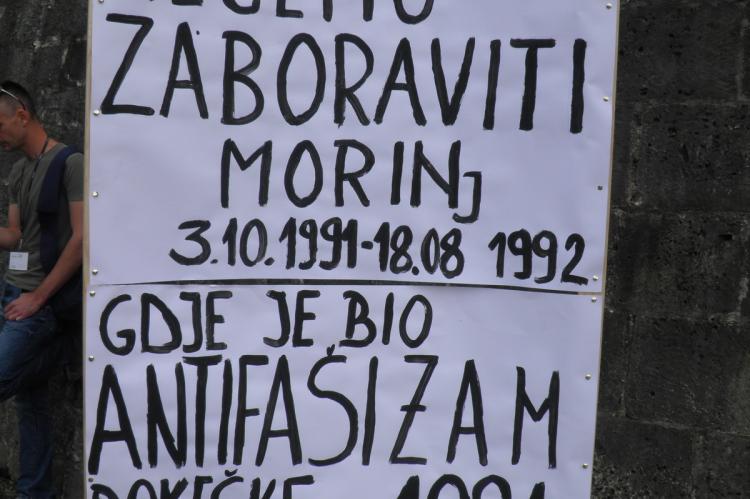 ZABORAVITI
MORINJ
3.10.1991-18.08 1992
GDJE JE BIO
ANTIFAŠIZAM